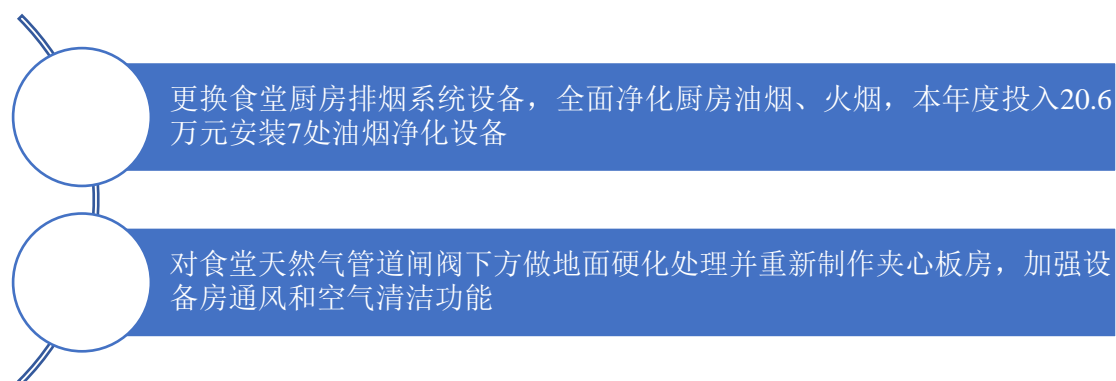 更换食堂厨房排烟系统设备，全面净化厨房油烟、火烟，本年度投入20.6
万元安装7处油烟净化设备
对食堂天然气管道闸阀下方做地面硬化处理并重新制作夹心板房，加强设
备房通风和空气清洁功能